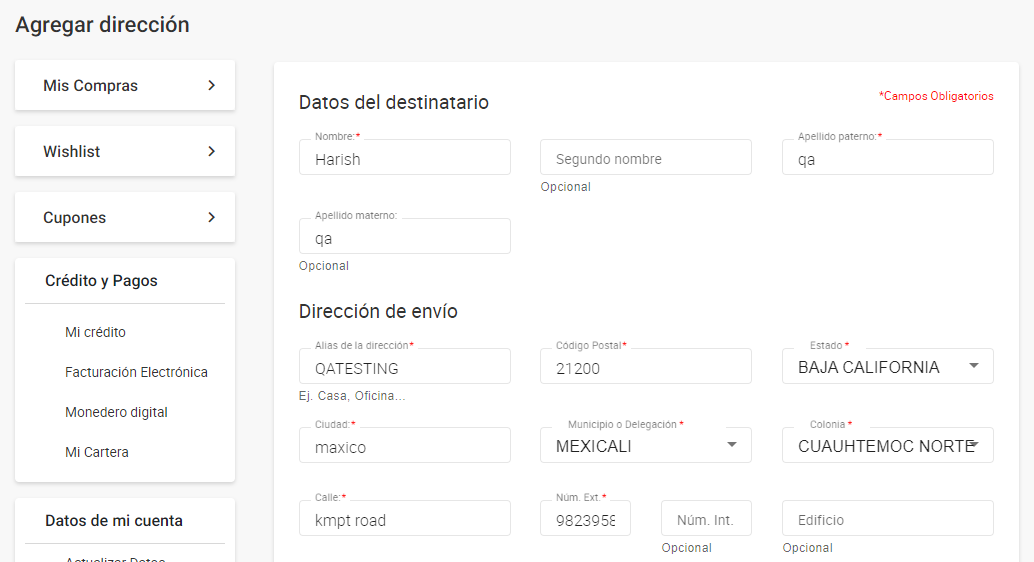 Agregar dirección
Mis Compras
Wishlist
Cupones
Crédito y Pagos
Mi crédito
Facturación Electrónica
Monedero digital
Mi Cartera
Datos de mi cuenta
Actualizar Datos
Datos del destinatario
*Campos Obligatorios
Nombre:*
Harish
Segundo nombre
Opcional
Apellido paterno:*
qa
Apellido materno:
qa
Opcional
Dirección de envío
Alias de la dirección*
QATESTING
Ej. Casa, Oficina...
Código Postal*
21200
Estado *
BAJA CALIFORNIA
Ciudad:*
maxico
Municipio o Delegación *
MEXICALI
Colonia *
CUAUHTEMOC NORTE
Calle:*
kmpt road
Núm. Ext.*
9823958
Núm. Int.
Opcional
Edificio
Opcional